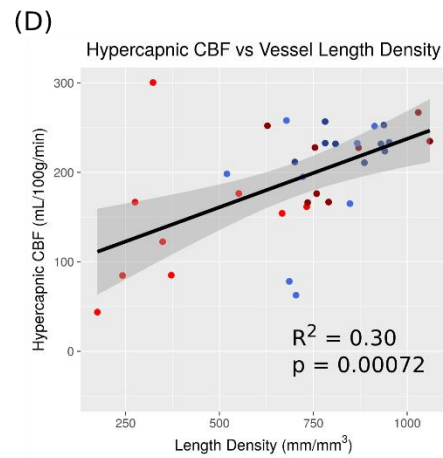 (D)
Hypercapnic CBF vs Vessel Length Density
Hypercapnic CBF (mL/100g/min)
300
200
100
0
R² = 0.30
p = 0.00072
250
500
750
1000
Length Density (mm/mm³)